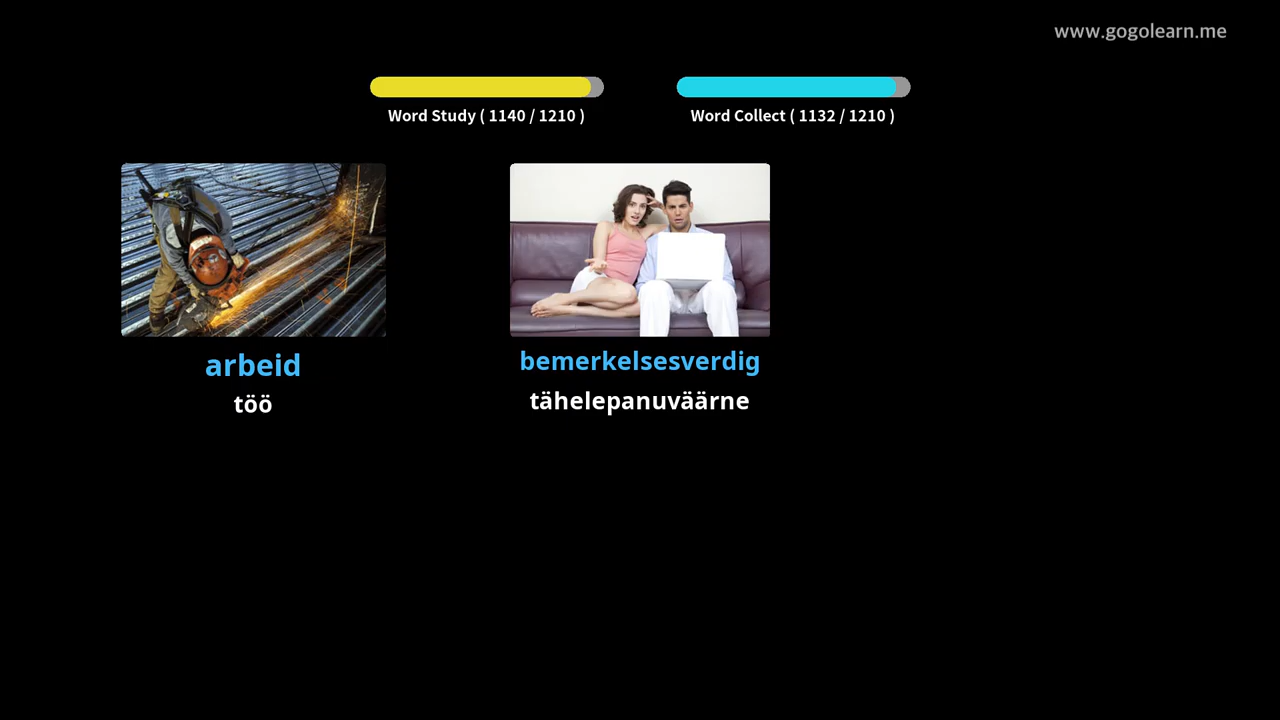 www.gogolearn.me
Word Study ( 1140 / 1210 )
Word Collect ( 1132 / 1210 )
arbeid
töö
bemerkelsesverdig
tähelepanuväärne